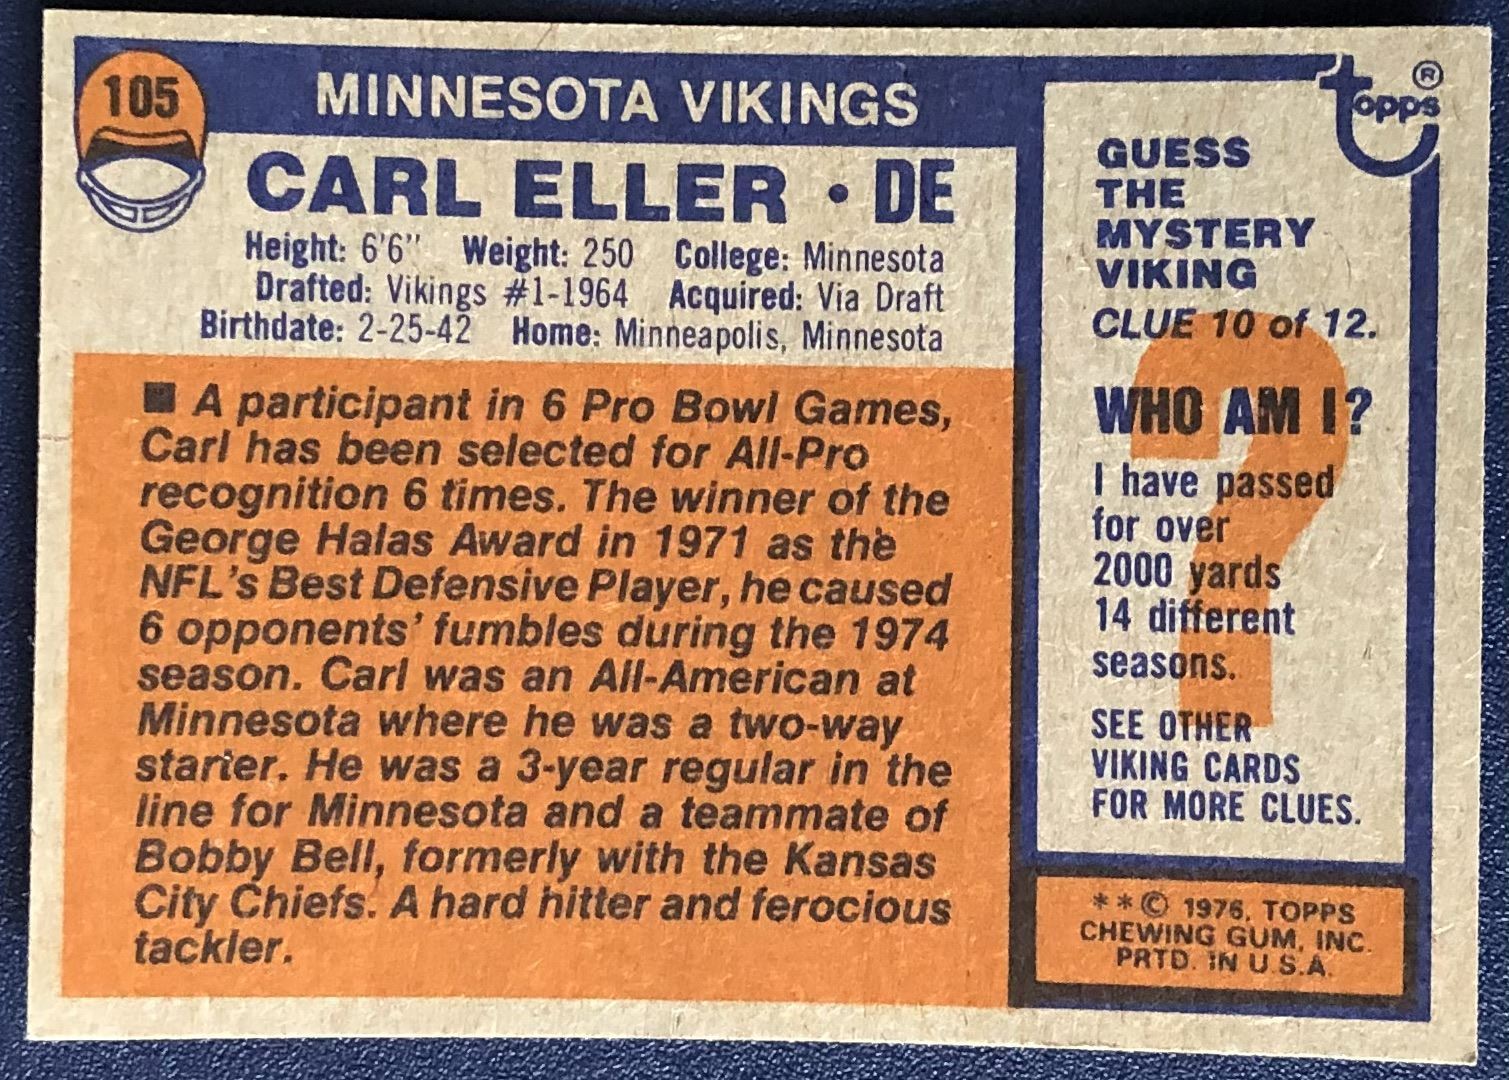 105
MINNESOTA VIKINGS
CARL ELLER • DE
Height: 6'6" Weight: 250 College: Minnesota
Drafted: Vikings #1-1964 Acquired: Via Draft
Birthdate: 2-25-42 Home: Minneapolis, Minnesota
■ A participant in 6 Pro Bowl Games,
Carl has been selected for All-Pro
recognition 6 times. The winner of the
George Halas Award in 1971 as the
NFL's Best Defensive Player, he caused
6 opponents' fumbles during the 1974
season. Carl was an All-American at
Minnesota where he was a two-way
starter. He was a 3-year regular in the
line for Minnesota and a teammate of
Bobby Bell, formerly with the Kansas
City Chiefs. A hard hitter and ferocious
tackler.
topps ®
GUESS
THE
MYSTERY
VIKING
CLUE 10 of 12.
WHO AM I?
I have passed
for over
2000 yards
14 different
seasons.
SEE OTHER
VIKING CARDS
FOR MORE CLUES.
**© 1976. TOPPS
CHEWING GUM, INC.
PRTD. IN U.S.A.